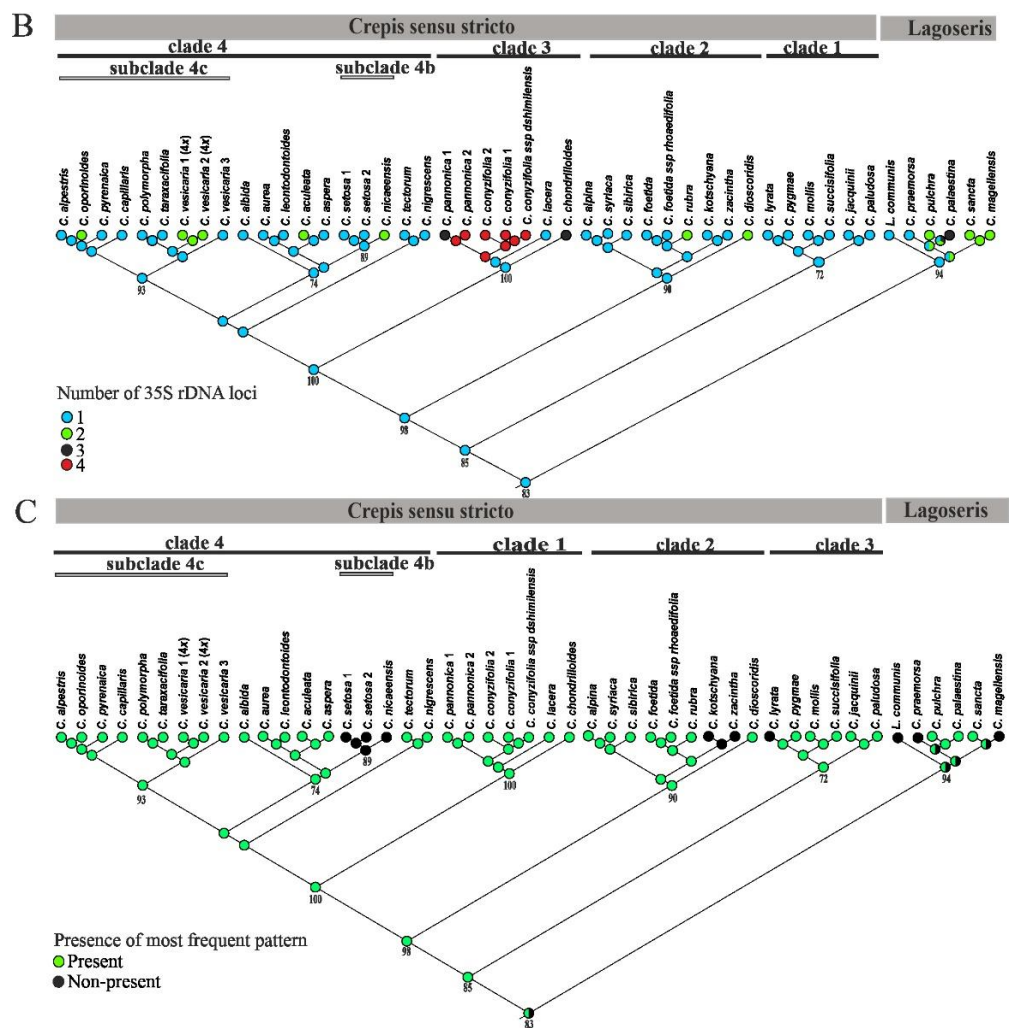 B
Crepis sensu stricto
Lagoseris
clade 4
clade 3
clade 2
clade 1
subclade 4c
subclade 4b
C. alpestris
C. oporinoides
C. pyrenaica
C. capillaris
C. polymorpha
C. taraxacifolia
C. vesicaria 1 (4x)
C. vesicaria 2 (4x)
C. vesicaria 3
C. albida
C. aurea
C. leontodontoides
C. aculeata
C. aspera
C. setosa 1
C. setosa 2
C. nicaeensis
C. tectorum
C. nigrescens
C. pannonica 1
C. pannonica 2
C. conyzifolia 2
C. conyzifolia 1
C. conyzifolia ssp dshimilensis
C. lacera
C. chondrilloides
C. alpina
C. syriaca
C. sibirica
C. foetida
C. foetida ssp rhoaedifolia
C. rubra
C. kotschyana
C. zacintha
C. dioscoridis
C. lyrata
C. pygmae
C. mollis
C. succisifolia
C. jacquinii
C. paludosa
L. communis
C. praemorsa
C. pulchra
C. palaestina
C. sancta
C. magellensis
89
74
93
100
90
72
94
100
98
85
83
Number of 35S rDNA loci
1
2
3
4
C
Crepis sensu stricto
Lagoseris
clade 4
clade 1
clade 2
clade 3
subclade 4c
subclade 4b
C. alpestris
C. oporinoides
C. pyrenaica
C. capillaris
C. polymorpha
C. taraxacifolia
C. vesicaria 1 (4x)
C. vesicaria 2 (4x)
C. vesicaria 3
C. albida
C. aurea
C. leontodontoides
C. aculeata
C. aspera
C. setosa 1
C. setosa 2
C. nicaeensis
C. tectorum
C. nigrescens
C. pannonica 1
C. pannonica 2
C. conyzifolia 2
C. conyzifolia 1
C. conyzifolia ssp dshimilensis
C. lacera
C. chondrilloides
C. alpina
C. syriaca
C. sibirica
C. foetida
C. foetida ssp rhoaedifolia
C. rubra
C. kotschyana
C. zacintha
C. dioscoridis
C. lyrata
C. pygmae
C. mollis
C. succisifolia
C. jacquinii
C. paludosa
L. communis
C. praemorsa
C. pulchra
C. palaestina
C. sancta
C. magellensis
89
74
93
100
90
72
94
100
98
85
83
Presence of most frequent pattern
Present
Non-present